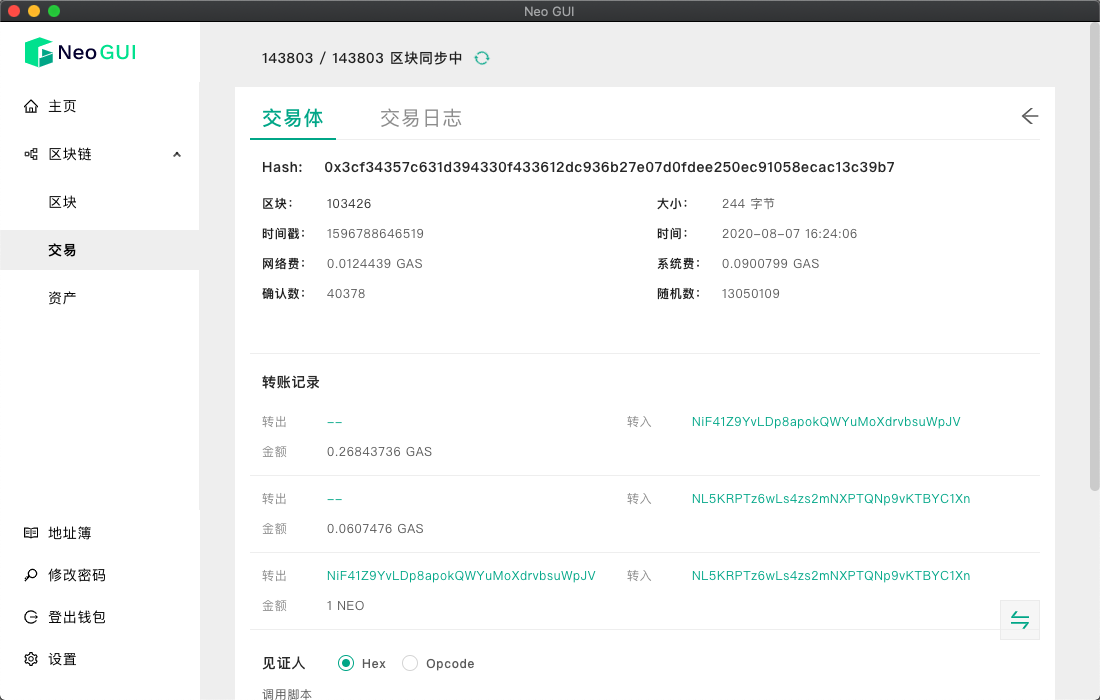 Neo GUI
Neo GUI
143803 / 143803 区块同步中
主页
区块链
区块
交易
资产
地址簿
修改密码
登出钱包
设置
交易体 交易日志
Hash: 0x3cf34357c631d394330f433612dc936b27e07d0fdee250ec91058ecac13c39b7
区块: 103426 大小: 244 字节
时间戳: 1596788646519 时间: 2020-08-07 16:24:06
网络费: 0.0124439 GAS 系统费: 0.0900799 GAS
确认数: 40378 随机数: 13050109
转账记录
转出 -- 转入 NiF41Z9YvLDp8apokQWYuMoXdrvbsuWpJV
金额 0.26843736 GAS
转出 -- 转入 NL5KRPTz6wLs4zs2mNXPTQNp9vKTBYC1Xn
金额 0.0607476 GAS
转出 NiF41Z9YvLDp8apokQWYuMoXdrvbsuWpJV 转入 NL5KRPTz6wLs4zs2mNXPTQNp9vKTBYC1Xn
金额 1 NEO
见证人 Hex Opcode
调用脚本